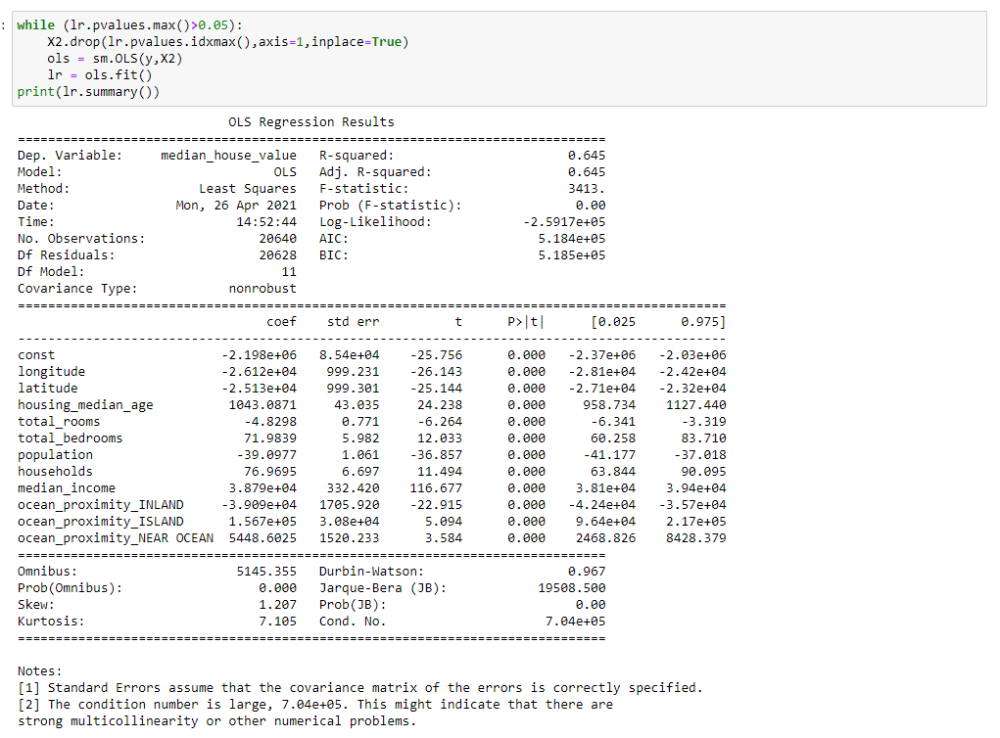 : while (lr.pvalues.max()>0.05):
    X2.drop(lr.pvalues.idxmax(),axis=1,inplace=True)
    ols = sm.OLS(y,X2)
    lr = ols.fit()
print(lr.summary())
                            OLS Regression Results
==============================================================================
Dep. Variable:     median_house_value   R-squared:                       0.645
Model:                            OLS   Adj. R-squared:                  0.645
Method:                 Least Squares   F-statistic:                     3413.
Date:                Mon, 26 Apr 2021   Prob (F-statistic):               0.00
Time:                        14:52:44   Log-Likelihood:            -2.5917e+05
No. Observations:               20640   AIC:                         5.184e+05
Df Residuals:                   20628   BIC:                         5.185e+05
Df Model:                          11
Covariance Type:            nonrobust
==============================================================================================
                                 coef    std err          t      P>|t|      [0.025      0.975]
----------------------------------------------------------------------------------------------
const                      -2.198e+06   8.54e+04    -25.756      0.000   -2.37e+06   -2.03e+06
longitude                  -2.612e+04    999.231    -26.143      0.000   -2.81e+04   -2.42e+04
latitude                   -2.513e+04    999.301    -25.144      0.000   -2.71e+04   -2.32e+04
housing_median_age          1043.0871     43.035     24.238      0.000     958.734    1127.440
total_rooms                   -4.8298      0.771     -6.264      0.000      -6.341      -3.319
total_bedrooms                71.9839      5.982     12.033      0.000      60.258      83.710
population                   -39.0977      1.061    -36.857      0.000     -41.177     -37.018
households                    76.9695      6.697     11.494      0.000      63.844      90.095
median_income               3.879e+04    332.420    116.677      0.000    3.81e+04    3.94e+04
ocean_proximity_INLAND     -3.909e+04   1705.920    -22.915      0.000   -4.24e+04   -3.57e+04
ocean_proximity_ISLAND      1.567e+05   3.08e+04      5.094      0.000    9.64e+04    2.17e+05
ocean_proximity_NEAR OCEAN  5448.6025   1520.233      3.584      0.000    2468.826    8428.379
==============================================================================
Omnibus:                     5145.355   Durbin-Watson:                   0.967
Prob(Omnibus):                  0.000   Jarque-Bera (JB):            19508.500
Skew:                           1.207   Prob(JB):                         0.00
Kurtosis:                       7.105   Cond. No.                     7.04e+05
==============================================================================
Notes:
[1] Standard Errors assume that the covariance matrix of the errors is correctly specified.
[2] The condition number is large, 7.04e+05. This might indicate that there are
strong multicollinearity or other numerical problems.